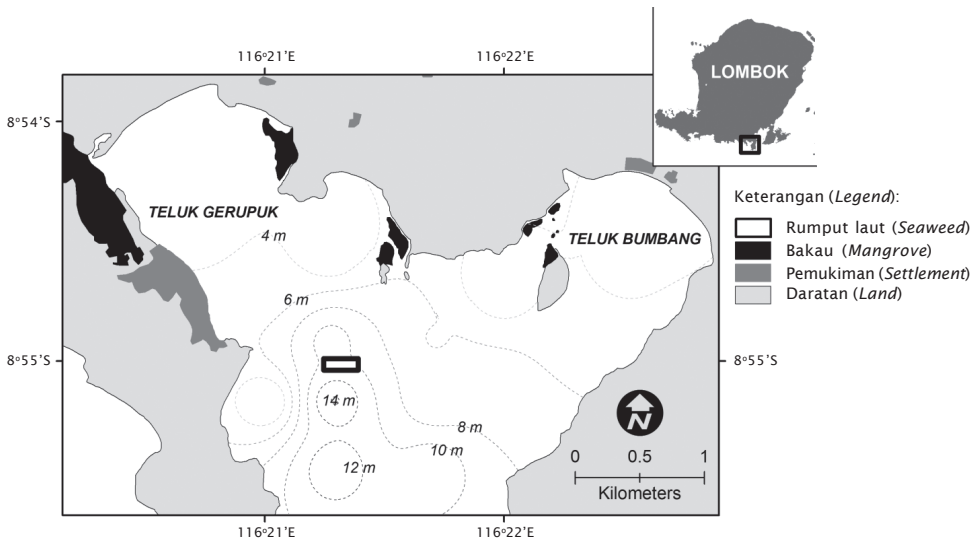 116°21'E
116°22'E
LOMBOK
8°54'S
TELUK GERUPUK
4 m
TELUK BUMBANG
Keterangan (Legend):
Rumput laut (Seaweed)
Bakau (Mangrove)
Pemukiman (Settlement)
Daratan (Land)
6 m
8°55'S
8°55'S
14 m
8 m
10 m
12 m
N
0 0.5 1
Kilometers
116°21'E
116°22'E